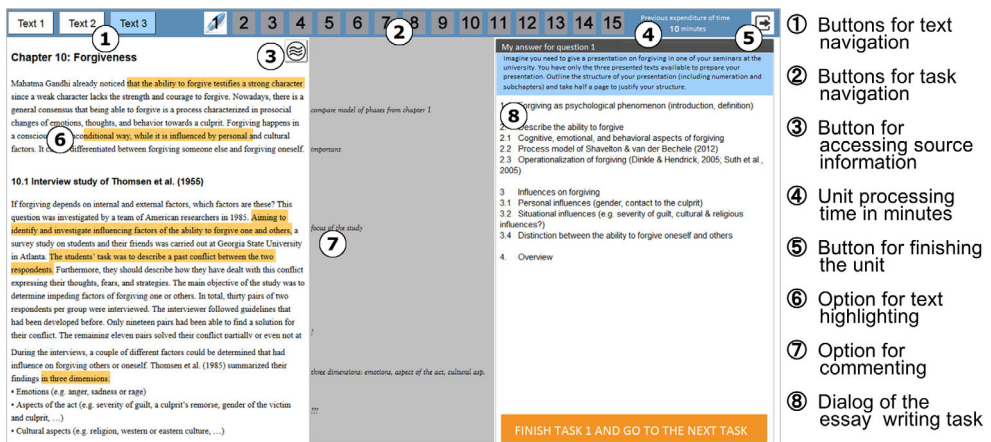 Text 1 Text 2 Text 3 1 2 3 4 5 6 7 8 9 10 11 12 13 14 15
Previous expenditure of time
10 minutes
1
2
4
5
Chapter 10: Forgiveness
3
Mahatma Gandhi already noticed that the ability to forgive testifies a strong character
since a weak character lacks the strength and courage to forgive. Nowadays, there is a
general consensus that being able to forgive is a process characterized in prosocial
changes of emotions, thoughts, and behavior towards a culprit. Forgiving happens in
a conscious nconditional way, while it is influenced by personal and cultural
factors. It c differentiated between forgiving someone else and forgiving oneself.
6
10.1 Interview study of Thomsen et al. (1955)
If forgiving depends on internal and external factors, which factors are these? This
question was investigated by a team of American researchers in 1985. Aiming to
identify and investigate influencing factors of the ability to forgive one and others, a
survey study on students and their friends was carried out at Georgia State University
in Atlanta. The students' task was to describe a past conflict between the two
respondents. Furthermore, they should describe how they have dealt with this conflict
expressing their thoughts, fears, and strategies. The main objective of the study was to
determine impeding factors of forgiving one or others. In total, thirty pairs of two
respondents per group were interviewed. The interviewer followed guidelines that
had been developed before. Only nineteen pairs had been able to find a solution for
their conflict. The remaining eleven pairs solved their conflict partially or even not at
During the interviews, a couple of different factors could be determined that had
influence on forgiving others or oneself. Thomsen et al. (1985) summarized their
findings in three dimensions:
• Emotions (e.g. anger, sadness or rage)
• Aspects of the act (e.g. severity of guilt, a culprit's remorse, gender of the victim
and culprit, …)
• Cultural aspects (e.g. religion, western or eastern culture, …)
compare model of phases from chapter 1
important
focus of the study
7
?
three dimensions: emotions, aspect of the act, cultural asp.
???
My answer for question 1
Imagine you need to give a presentation on forgiving in one of your seminars at the
university. You have only the three presented texts available to prepare your
presentation. Outline the structure of your presentation (including numeration and
subchapters) and take half a page to justify your structure.
1 Forgiving as psychological phenomenon (introduction, definition)
8
2 Describe the ability to forgive
2.1 Cognitive, emotional, and behavioral aspects of forgiving
2.2 Process model of Shavelton & van der Bechele (2012)
2.3 Operationalization of forgiving (Dinkle & Hendrick, 2005; Suth et al.,
2005)
3 Influences on forgiving
3.1 Personal influences (gender, contact to the culprit)
3.2 Situational influences (e.g. severity of guilt, cultural & religious
influences?)
3.4 Distinction between the ability to forgive oneself and others
4. Overview
FINISH TASK 1 AND GO TO THE NEXT TASK
① Buttons for text
navigation
② Buttons for task
navigation
③ Button for
accessing source
information
④ Unit processing
time in minutes
⑤ Button for finishing
the unit
⑥ Option for text
highlighting
⑦ Option for
commenting
⑧ Dialog of the
essay writing task